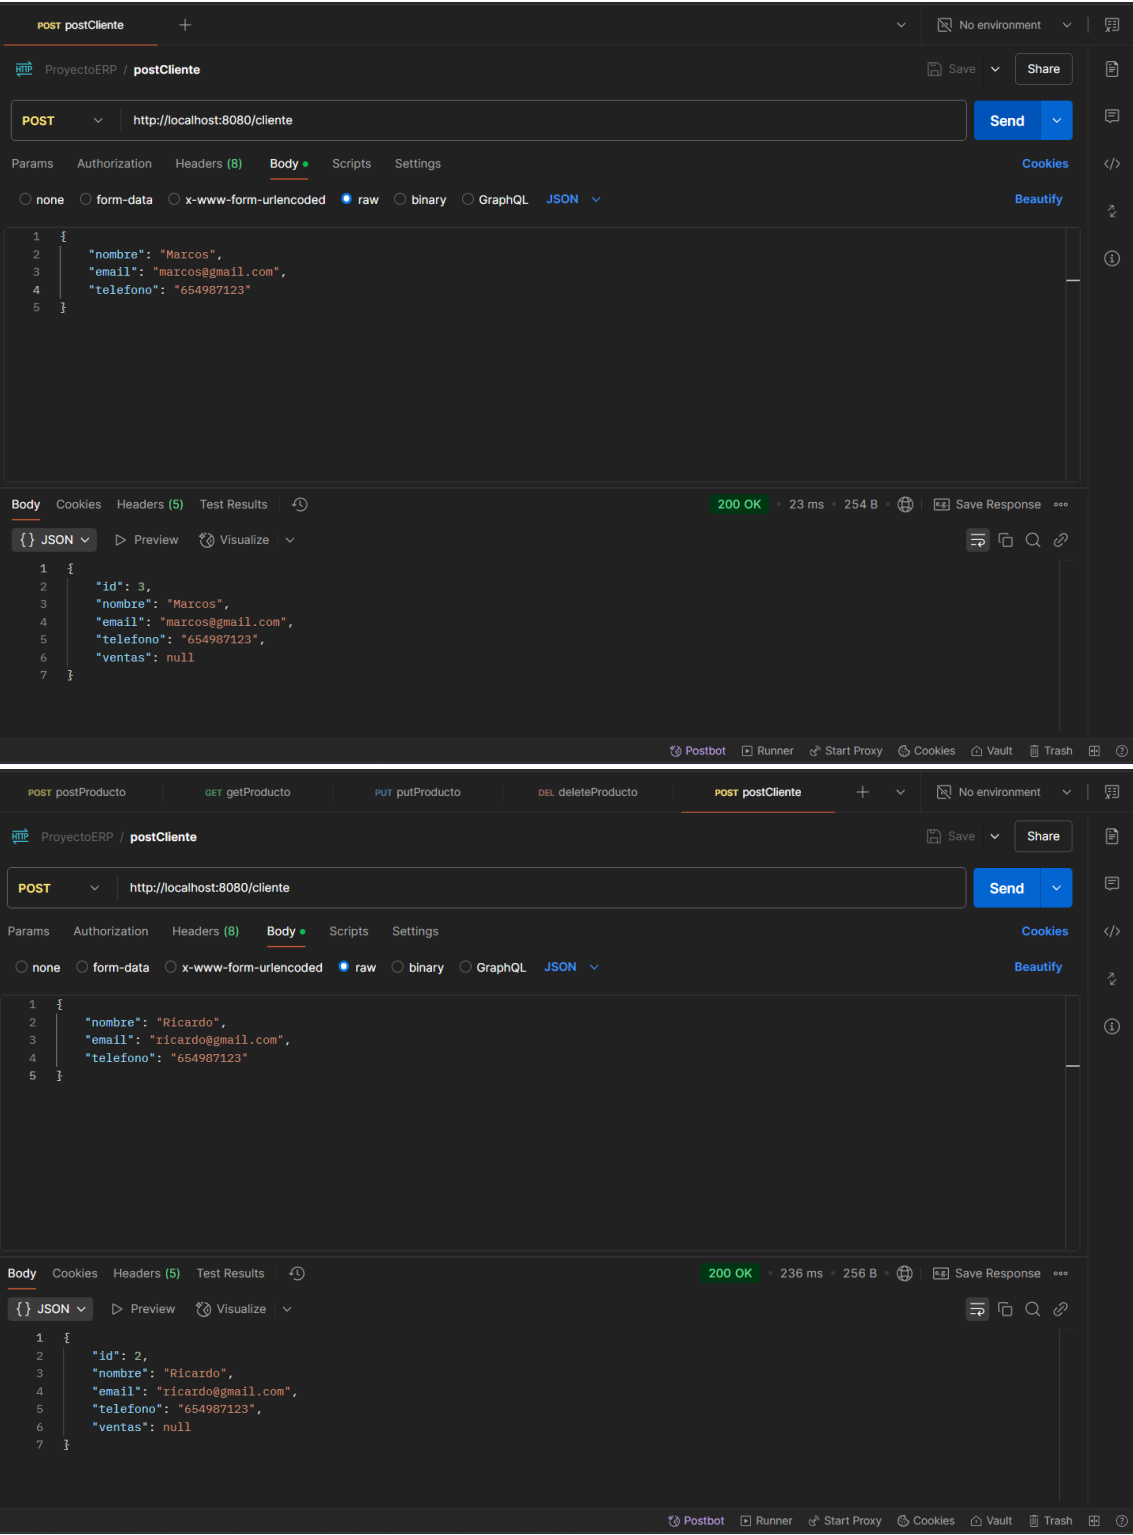 POST postCliente
No environment
HTTP ProyectoERP / postCliente Save Share
POST http://localhost:8080/cliente Send
Params Authorization Headers (8) Body Scripts Settings Cookies
none form-data x-www-form-urlencoded raw binary GraphQL JSON Beautify
1 {
2 "nombre": "Marcos",
3 "email": "marcos@gmail.com",
4 "telefono": "654987123"
5 }
Body Cookies Headers (5) Test Results 200 OK 23 ms 254 B e.g. Save Response
{} JSON Preview Visualize
1 {
2 "id": 3,
3 "nombre": "Marcos",
4 "email": "marcos@gmail.com",
5 "telefono": "654987123",
6 "ventas": null
7 }
Postbot Runner Start Proxy Cookies Vault Trash
POST postProducto GET getProducto PUT putProducto DEL deleteProducto POST postCliente No environment
HTTP ProyectoERP / postCliente Save Share
POST http://localhost:8080/cliente Send
Params Authorization Headers (8) Body Scripts Settings Cookies
none form-data x-www-form-urlencoded raw binary GraphQL JSON Beautify
1 {
2 "nombre": "Ricardo",
3 "email": "ricardo@gmail.com",
4 "telefono": "654987123"
5 }
Body Cookies Headers (5) Test Results 200 OK 236 ms 256 B e.g. Save Response
{} JSON Preview Visualize
1 {
2 "id": 2,
3 "nombre": "Ricardo",
4 "email": "ricardo@gmail.com",
5 "telefono": "654987123",
6 "ventas": null
7 }
Postbot Runner Start Proxy Cookies Vault Trash